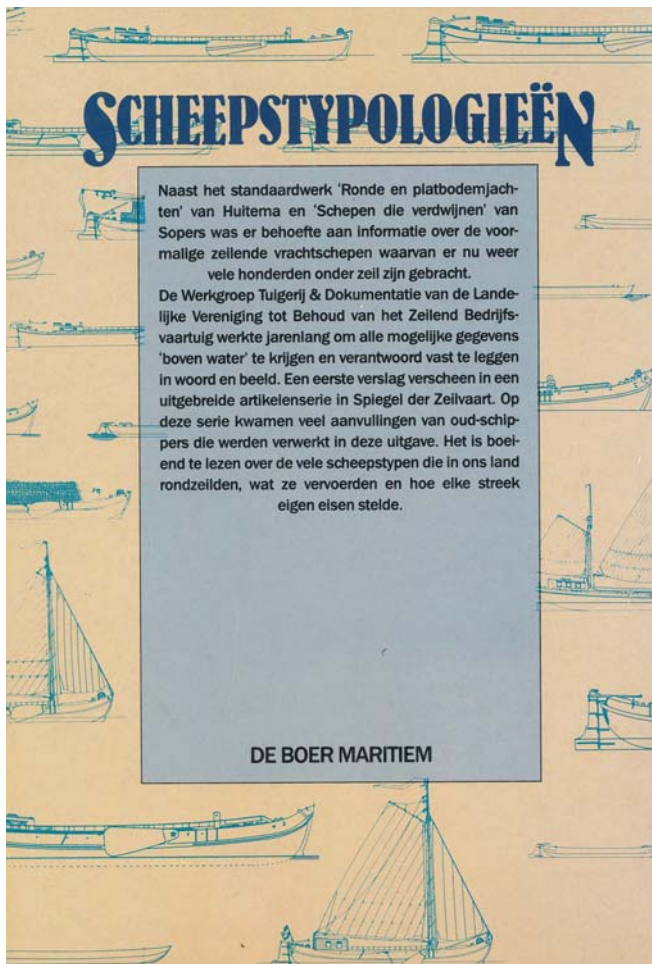 SCHEEPSTYPOLOGIEËN
Naast het standaardwerk ‘Ronde en platbodemjach-
ten’ van Huitema en ‘Schepen die verdwijnen’ van
Sopers was er behoefte aan informatie over de voor-
malige zeilende vrachtschepen waarvan er nu weer
vele honderden onder zeil zijn gebracht.
De Werkgroep Tuigerij & Dokumentatie van de Lande-
lijke Vereniging tot Behoud van het Zeilend Bedrijfs-
vaartuig werkte jarenlang om alle mogelijke gegevens
‘boven water’ te krijgen en verantwoord vast te leggen
in woord en beeld. Een eerste verslag verscheen in een
uitgebreide artikelenserie in Spiegel der Zeilvaart. Op
deze serie kwamen veel aanvullingen van oud-schip-
pers die werden verwerkt in deze uitgave. Het is boei-
end te lezen over de vele scheepstypen die in ons land
rondzeilden, wat ze vervoerden en hoe elke streek
eigen eisen stelde.
DE BOER MARITIEM